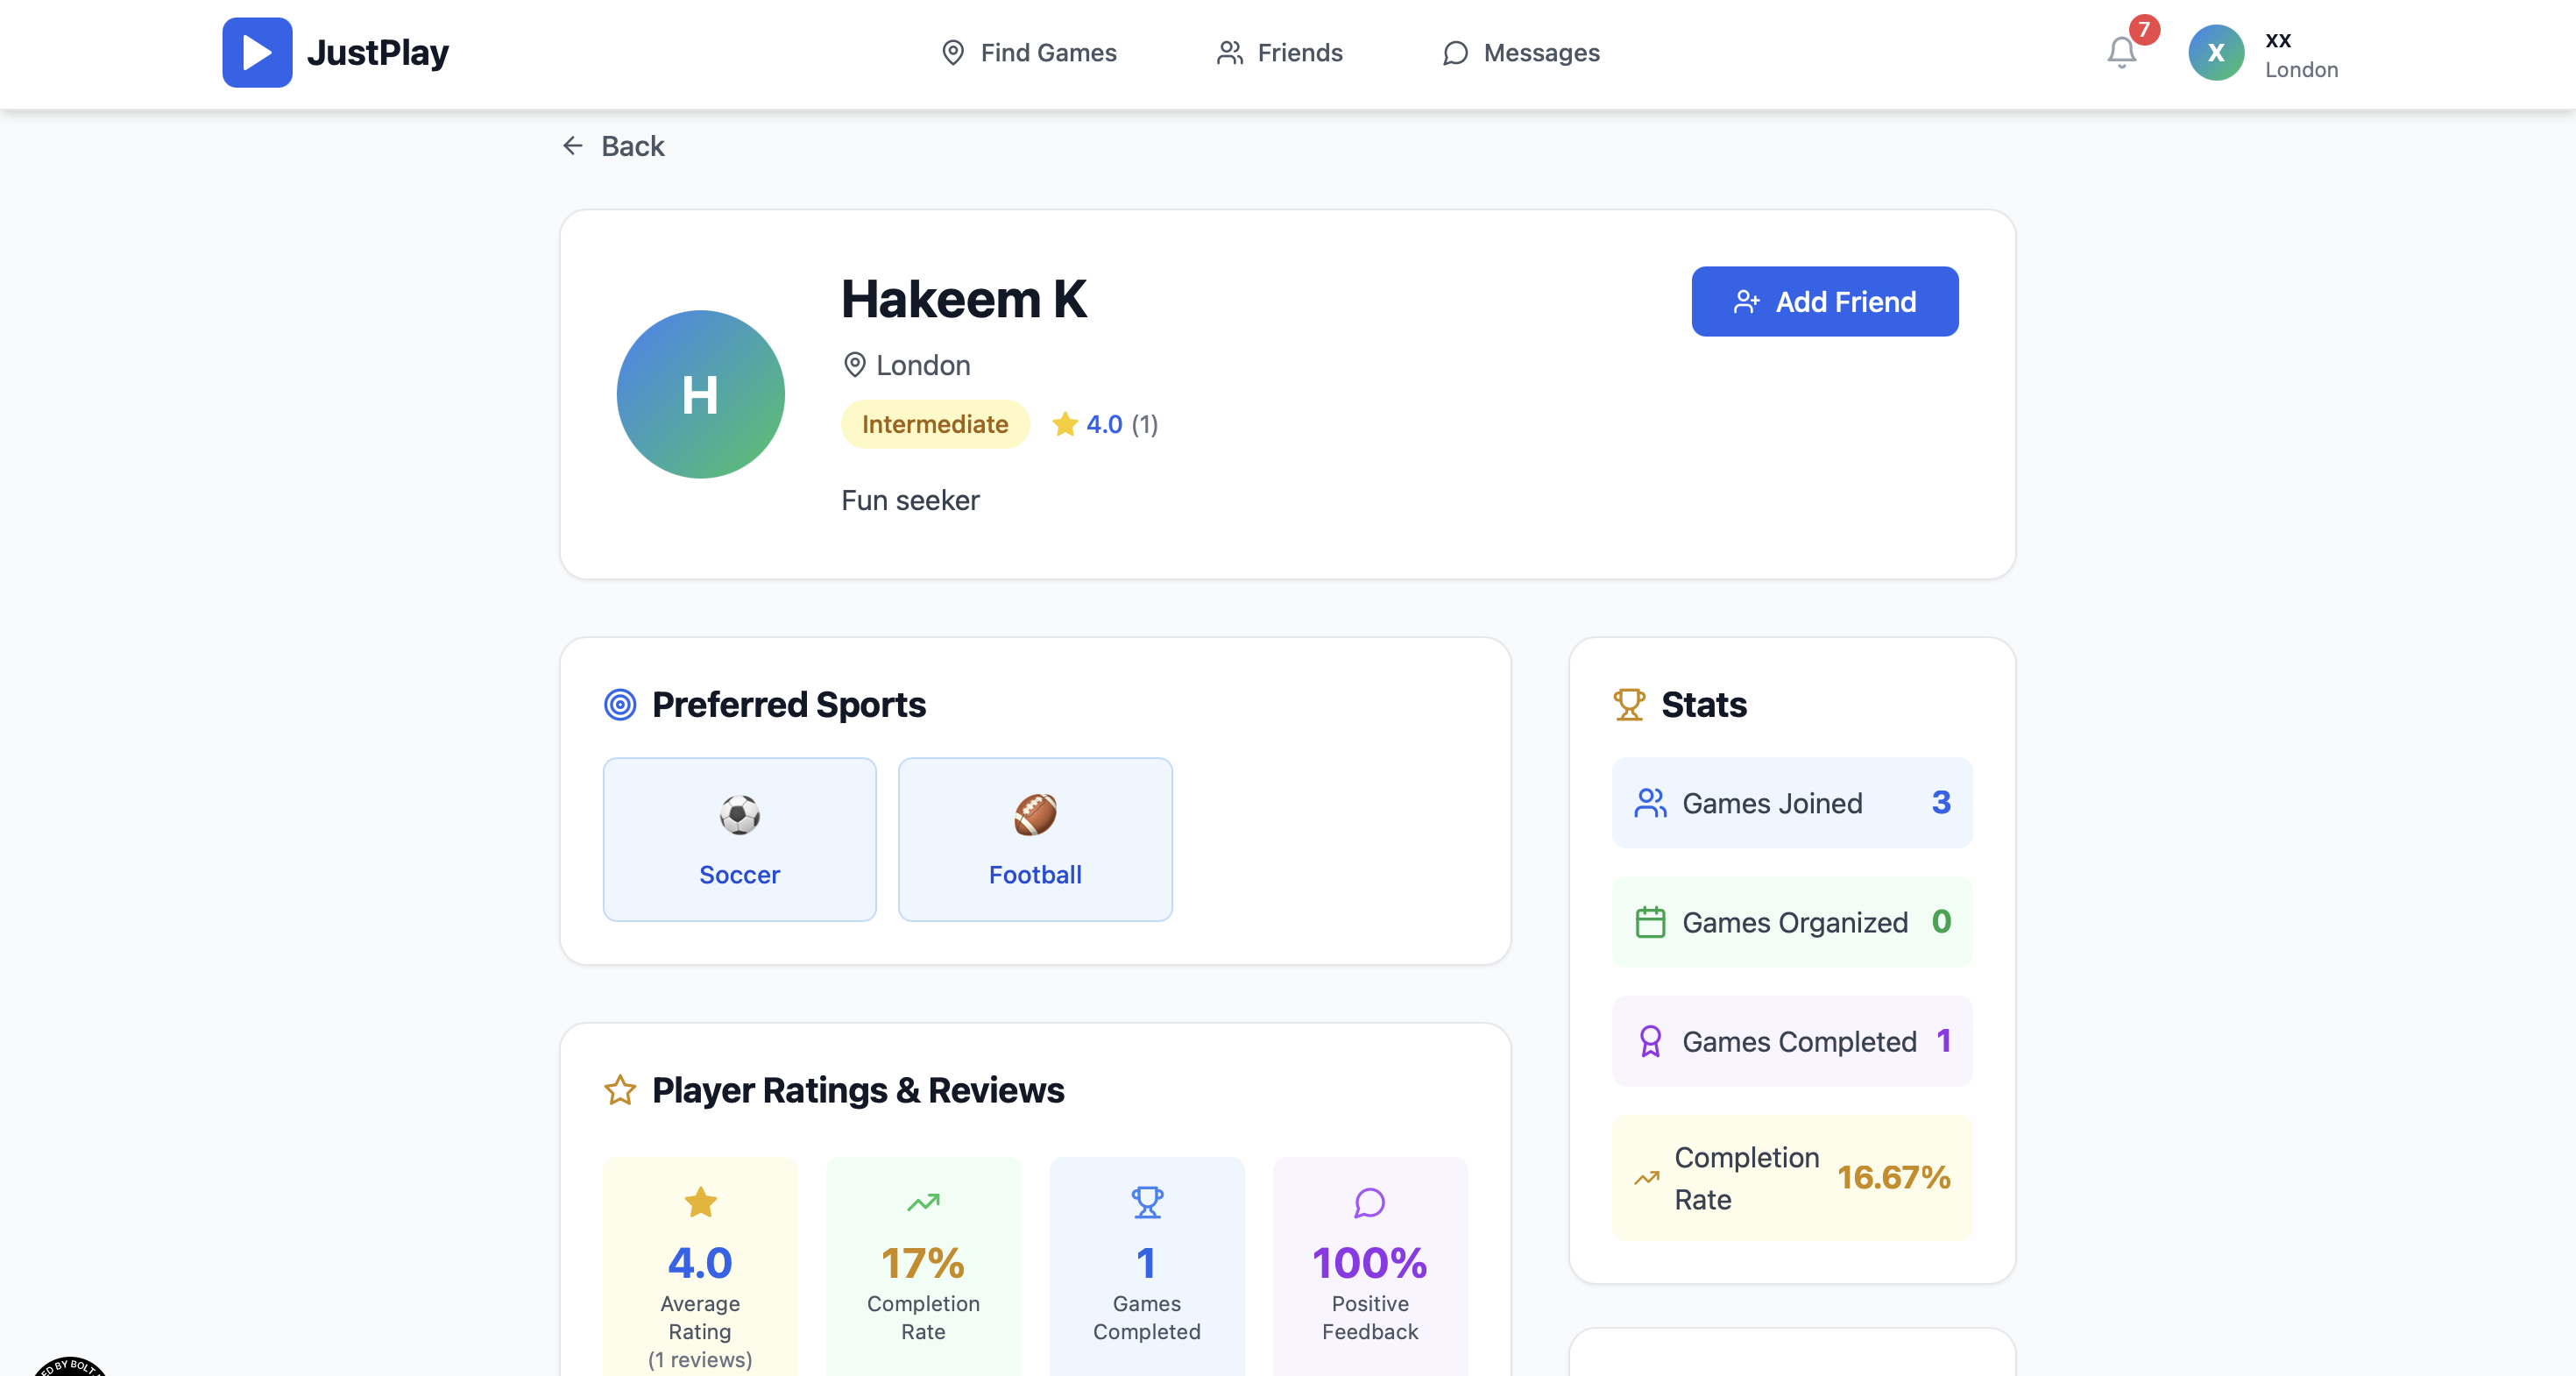 JustPlay
Find Games
Friends
Messages
7
X
xx
London
Back
H
Hakeem K
London
Intermediate
4.0 (1)
Fun seeker
Add Friend
Preferred Sports
Soccer
Football
Stats
Games Joined 3
Games Organized 0
Games Completed 1
Completion
Rate
16.67%
Player Ratings & Reviews
4.0
Average
Rating
(1 reviews)
17%
Completion
Rate
1
Games
Completed
100%
Positive
Feedback
ED BY BOLT